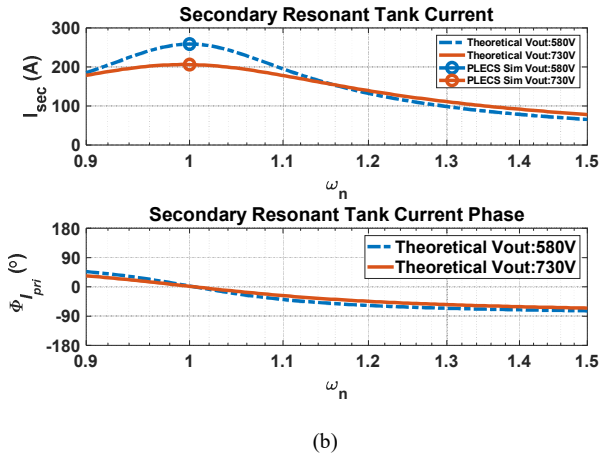 Secondary Resonant Tank Current
300
200
100
0
I_sec (A)
Theoretical Vout:580V
Theoretical Vout:730V
PLECS Sim Vout:580V
PLECS Sim Vout:730V
0.9 1 1.1 1.2 1.3 1.4 1.5
ω_n
Secondary Resonant Tank Current Phase
180
90
0
-90
-180
Φ_I_pri (º)
Theoretical Vout:580V
Theoretical Vout:730V
0.9 1 1.1 1.2 1.3 1.4 1.5
ω_n
(b)